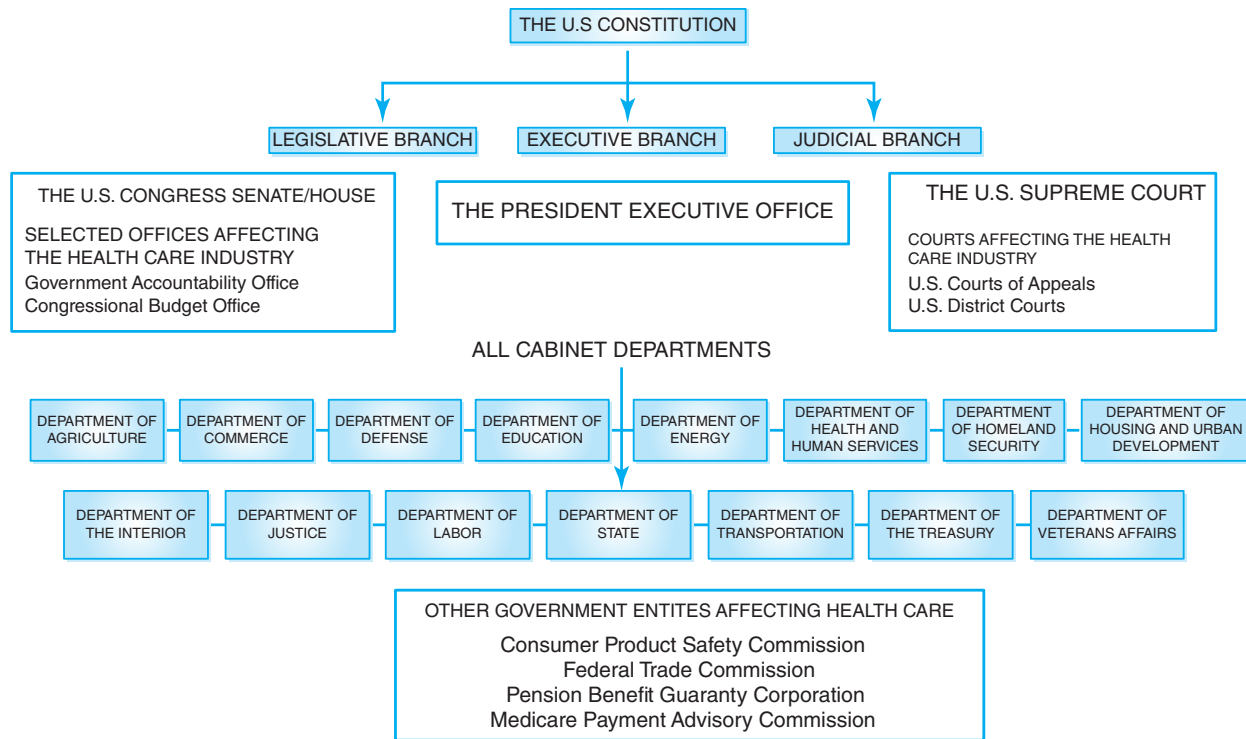 THE U.S CONSTITUTION
LEGISLATIVE BRANCH
EXECUTIVE BRANCH
JUDICIAL BRANCH
THE U.S. CONGRESS SENATE/HOUSE
SELECTED OFFICES AFFECTING
THE HEALTH CARE INDUSTRY
Government Accountability Office
Congressional Budget Office
THE PRESIDENT EXECUTIVE OFFICE
THE U.S. SUPREME COURT
COURTS AFFECTING THE HEALTH
CARE INDUSTRY
U.S. Courts of Appeals
U.S. District Courts
ALL CABINET DEPARTMENTS
DEPARTMENT OF
AGRICULTURE
DEPARTMENT OF
COMMERCE
DEPARTMENT OF
DEFENSE
DEPARTMENT OF
EDUCATION
DEPARTMENT OF
ENERGY
DEPARTMENT OF
HEALTH AND
HUMAN SERVICES
DEPARTMENT
OF HOMELAND
SECURITY
DEPARTMENT OF
HOUSING AND URBAN
DEVELOPMENT
DEPARTMENT OF
THE INTERIOR
DEPARTMENT OF
JUSTICE
DEPARTMENT OF
LABOR
DEPARTMENT OF
STATE
DEPARTMENT OF
TRANSPORTATION
DEPARTMENT OF
THE TREASURY
DEPARTMENT OF
VETERANS AFFAIRS
OTHER GOVERNMENT ENTITES AFFECTING HEALTH CARE
Consumer Product Safety Commission
Federal Trade Commission
Pension Benefit Guaranty Corporation
Medicare Payment Advisory Commission